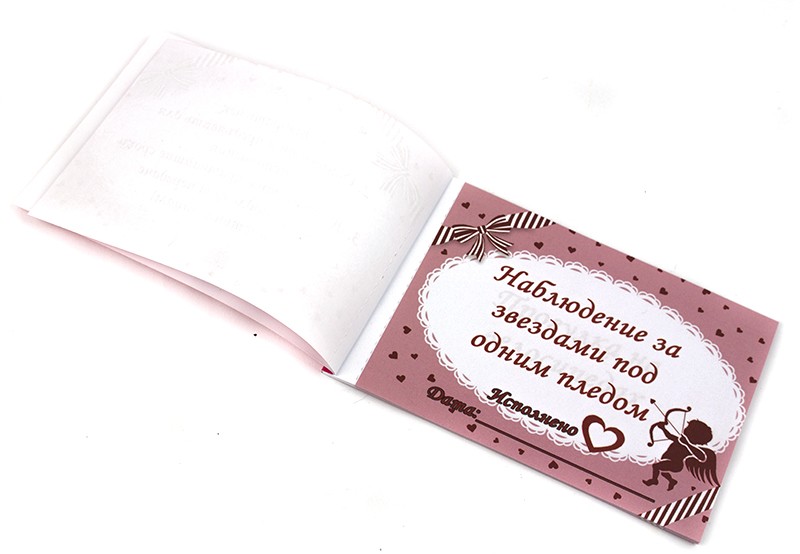 Наблюдение за
звездами под
одним пледом
Исполнено
Дата: